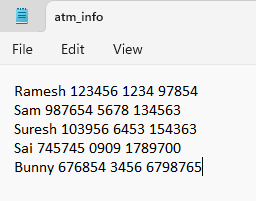 atm_info
File Edit View
Ramesh 123456 1234 97854
Sam 987654 5678 134563
Suresh 103956 6453 154363
Sai 745745 0909 1789700
Bunny 676854 3456 6798765